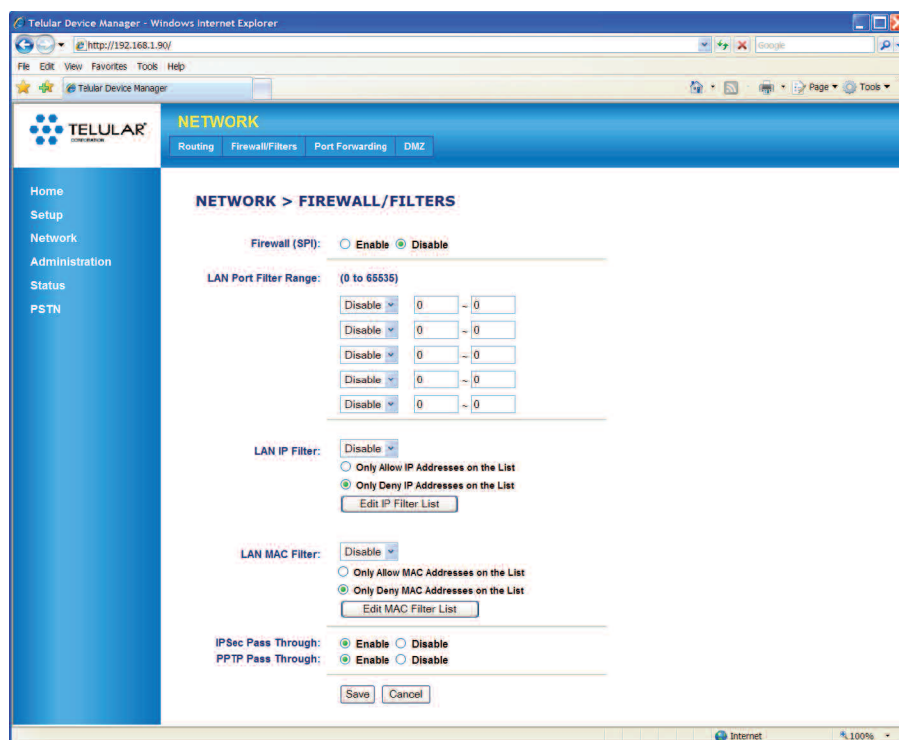 Telular Device Manager - Windows Internet Explorer
http://192.168.1.90/
Google
File Edit View Favorites Tools Help
Telular Device Manager
Page Tools
TELULAR
CORPORATION
NETWORK
Routing Firewall/Filters Port Forwarding DMZ
Home
Setup
Network
Administration
Status
PSTN
NETWORK > FIREWALL/FILTERS
Firewall (SPI): Enable Disable
LAN Port Filter Range: (0 to 65535)
Disable 0 ~ 0
Disable 0 ~ 0
Disable 0 ~ 0
Disable 0 ~ 0
Disable 0 ~ 0
LAN IP Filter: Disable
Only Allow IP Addresses on the List
Only Deny IP Addresses on the List
Edit IP Filter List
LAN MAC Filter: Disable
Only Allow MAC Addresses on the List
Only Deny MAC Addresses on the List
Edit MAC Filter List
IPSec Pass Through: Enable Disable
PPTP Pass Through: Enable Disable
Save Cancel
Internet 100%